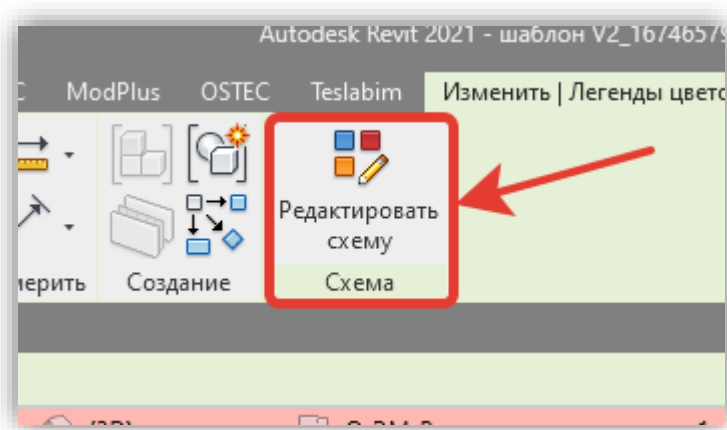 Autodesk Revit 2021 - шаблон V2_16746579
C ModPlus OSTEC Teslabim Изменить | Легенды цвето
Редактировать
схему
мерить Создание Схема